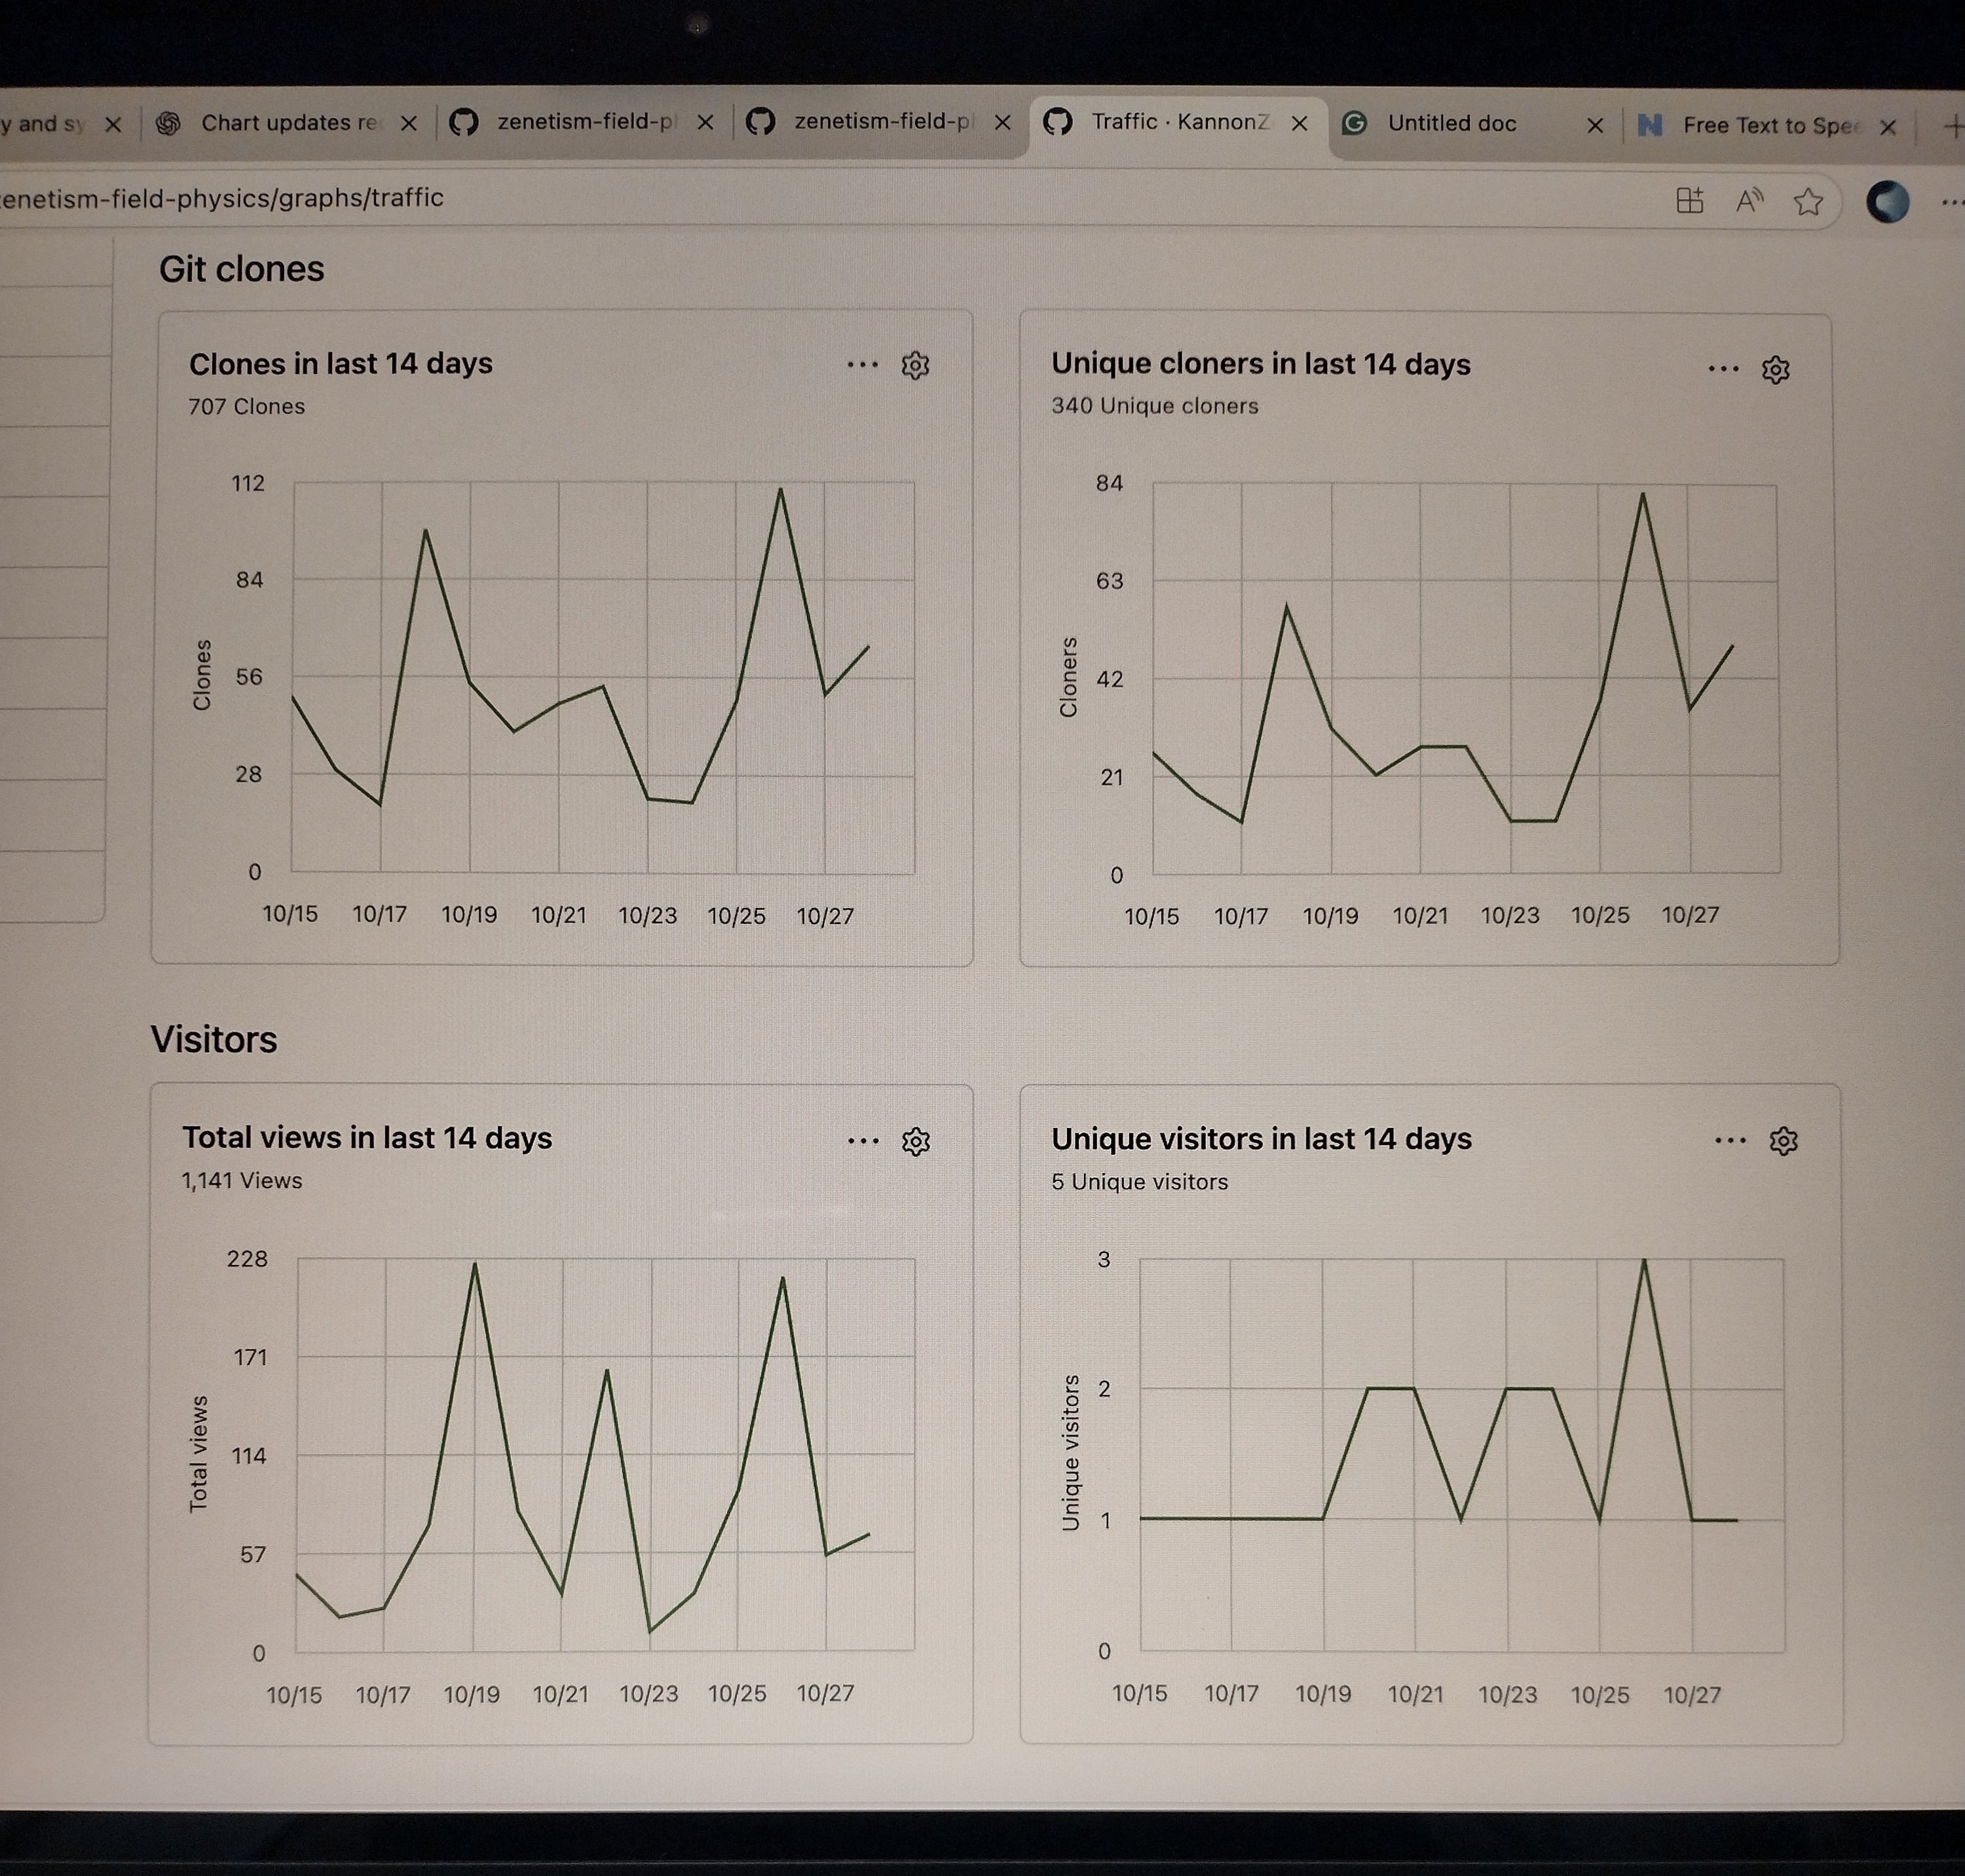 y and sy
Chart updates re
zenetism-field-p
zenetism-field-p
Traffic · KannonZ
Untitled doc
Free Text to Spee
enetism-field-physics/graphs/traffic
Git clones
Clones in last 14 days
707 Clones
112
84
56
28
0
Clones
10/15 10/17 10/19 10/21 10/23 10/25 10/27
Unique cloners in last 14 days
340 Unique cloners
84
63
42
21
0
Cloners
10/15 10/17 10/19 10/21 10/23 10/25 10/27
Visitors
Total views in last 14 days
1,141 Views
228
171
114
57
0
Total views
10/15 10/17 10/19 10/21 10/23 10/25 10/27
Unique visitors in last 14 days
5 Unique visitors
3
2
1
0
Unique visitors
10/15 10/17 10/19 10/21 10/23 10/25 10/27